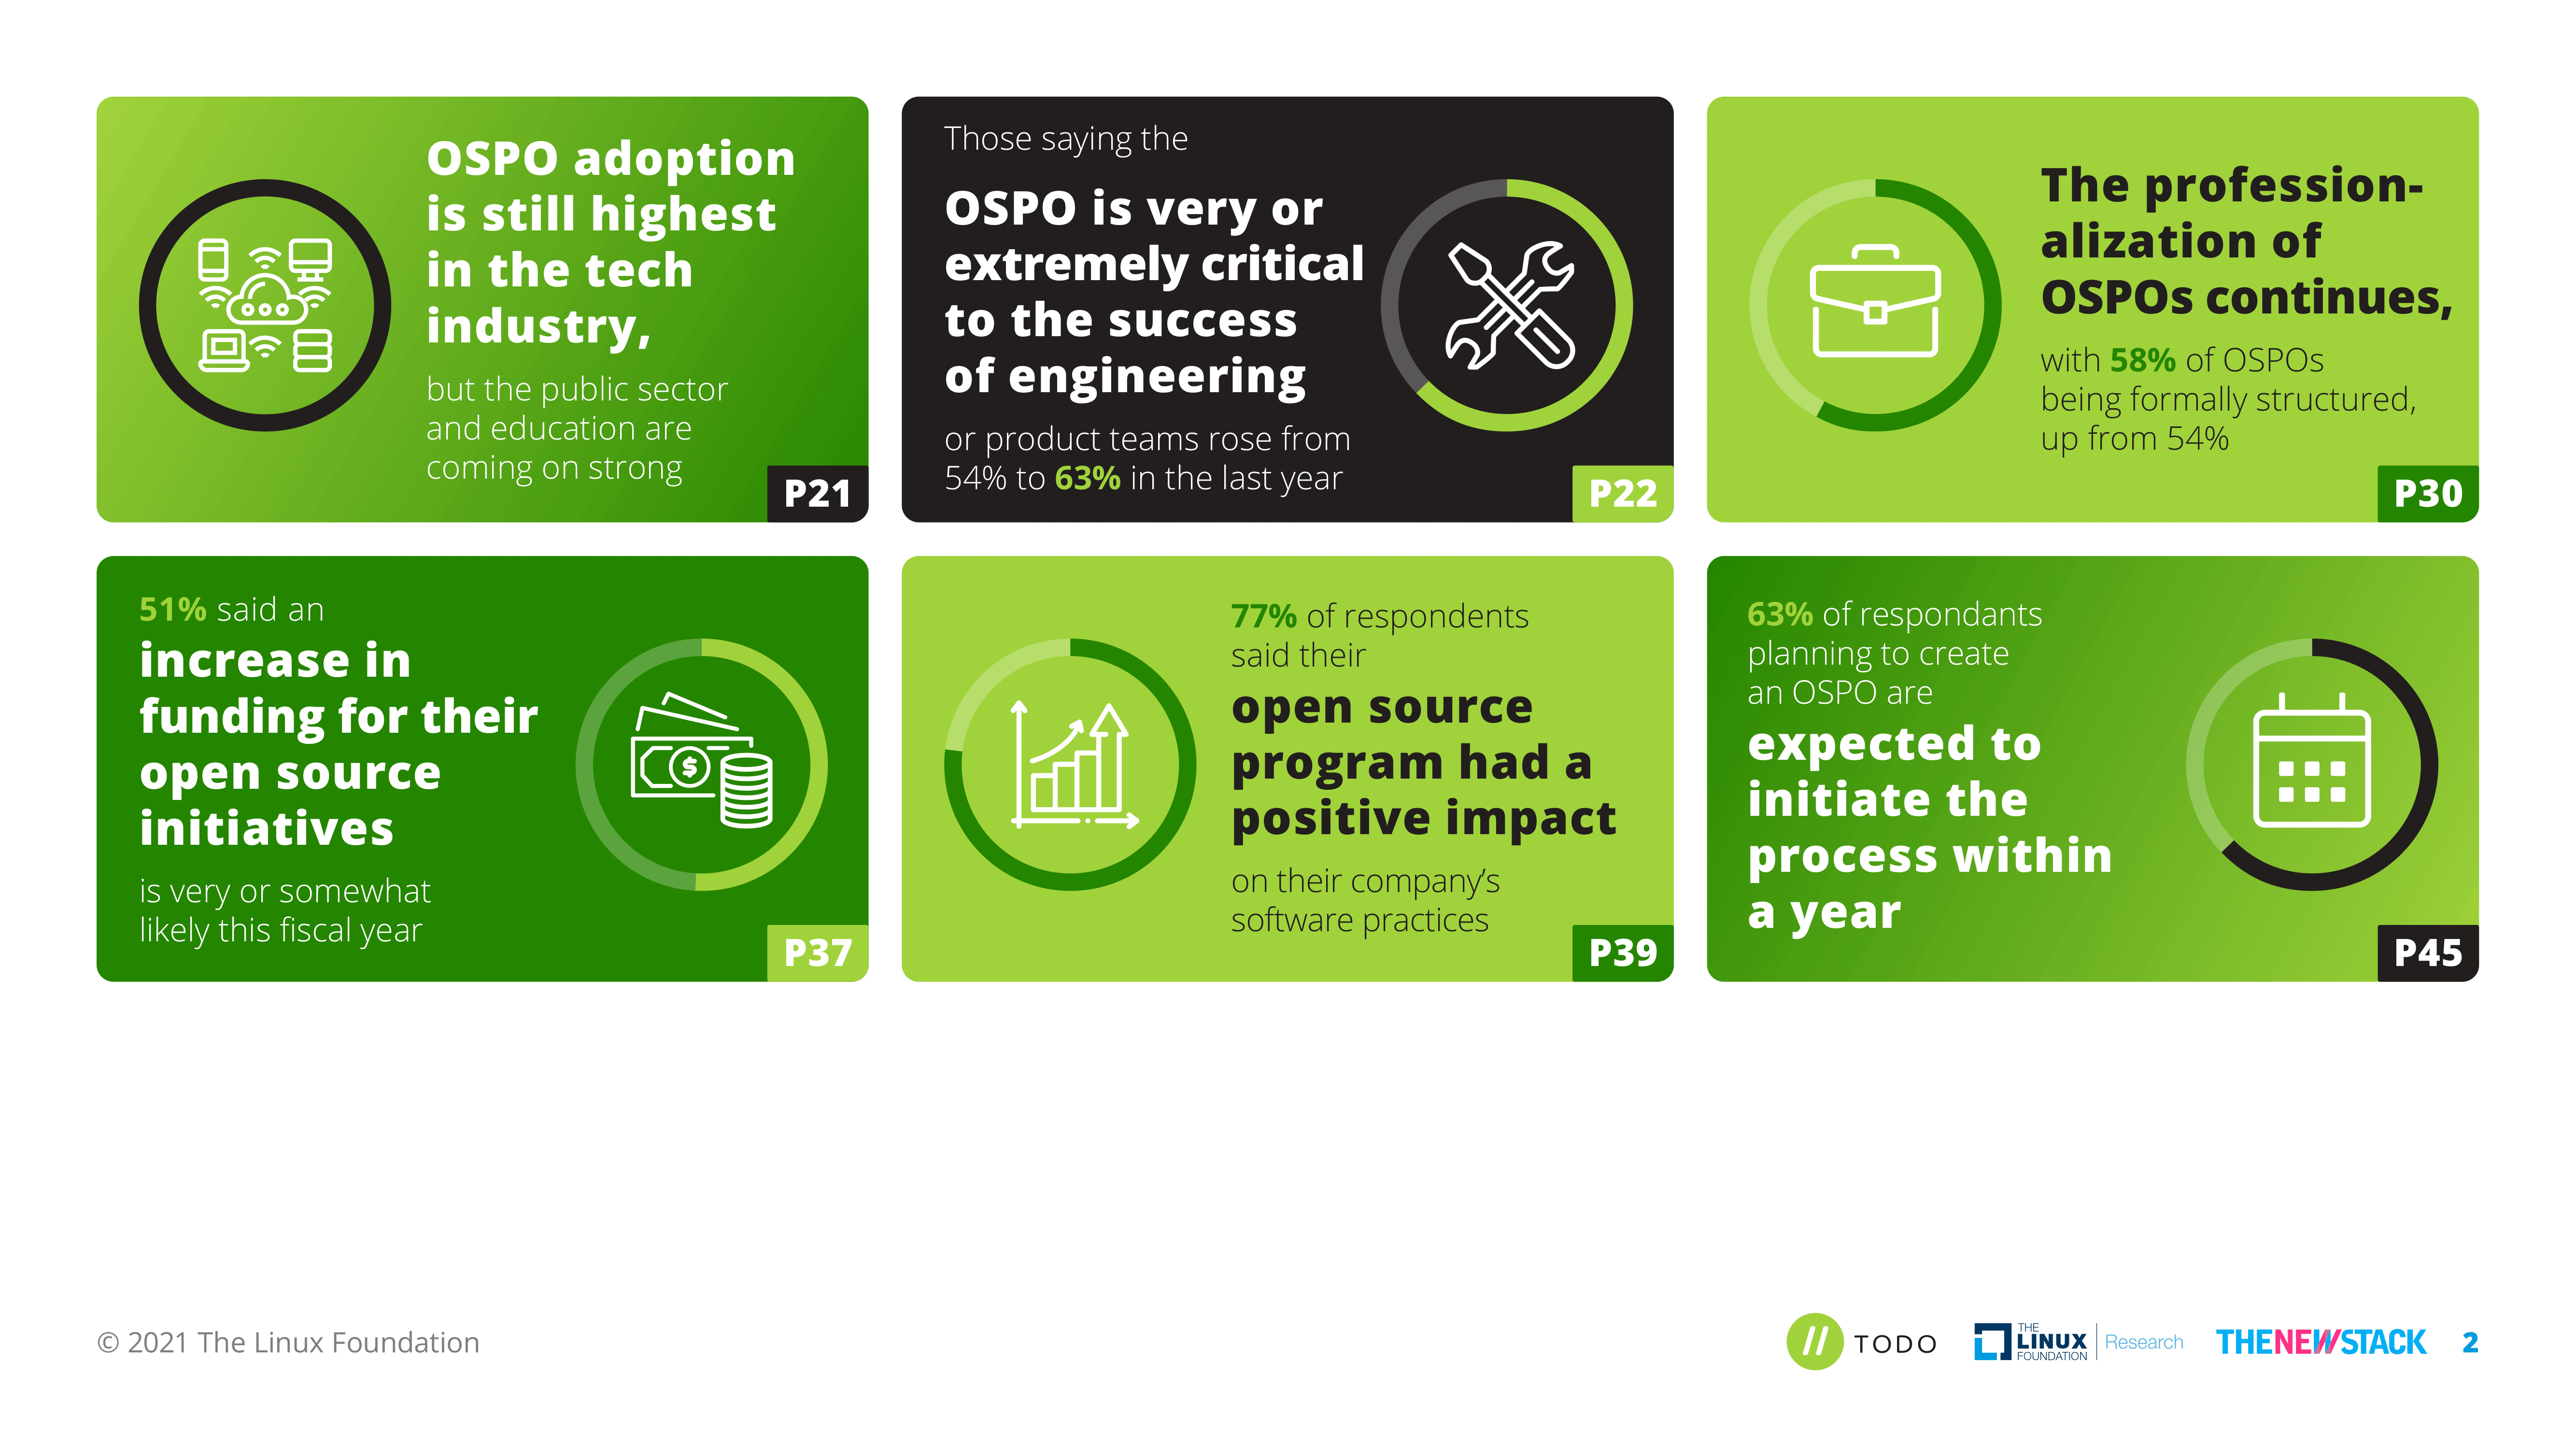 OSPO adoption
is still highest
in the tech
industry,
but the public sector
and education are
coming on strong
P21
Those saying the
OSPO is very or
extremely critical
to the success
of engineering
or product teams rose from
54% to 63% in the last year
P22
The profession-
alization of
OSPOs continues,
with 58% of OSPOs
being formally structured,
up from 54%
P30
51% said an
increase in
funding for their
open source
initiatives
is very or somewhat
likely this fiscal year
P37
77% of respondents
said their
open source
program had a
positive impact
on their company’s
software practices
P39
63% of respondants
planning to create
an OSPO are
expected to
initiate the
process within
a year
P45
© 2021 The Linux Foundation
TODO
THE
LINUX
FOUNDATION
Research
THENEWSTACK
2